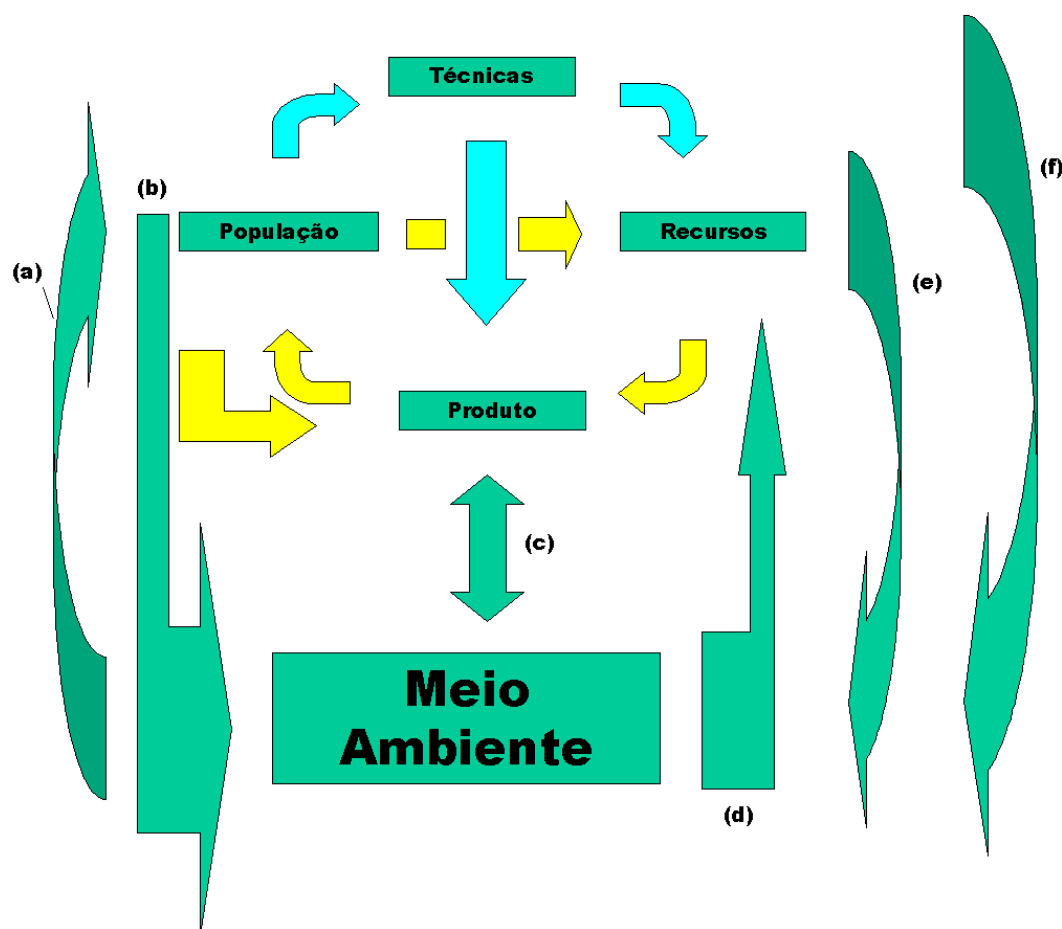 Técnicas
(f)
(b)
População
Recursos
(a)
(e)
Produto
(c)
Meio
Ambiente
(d)